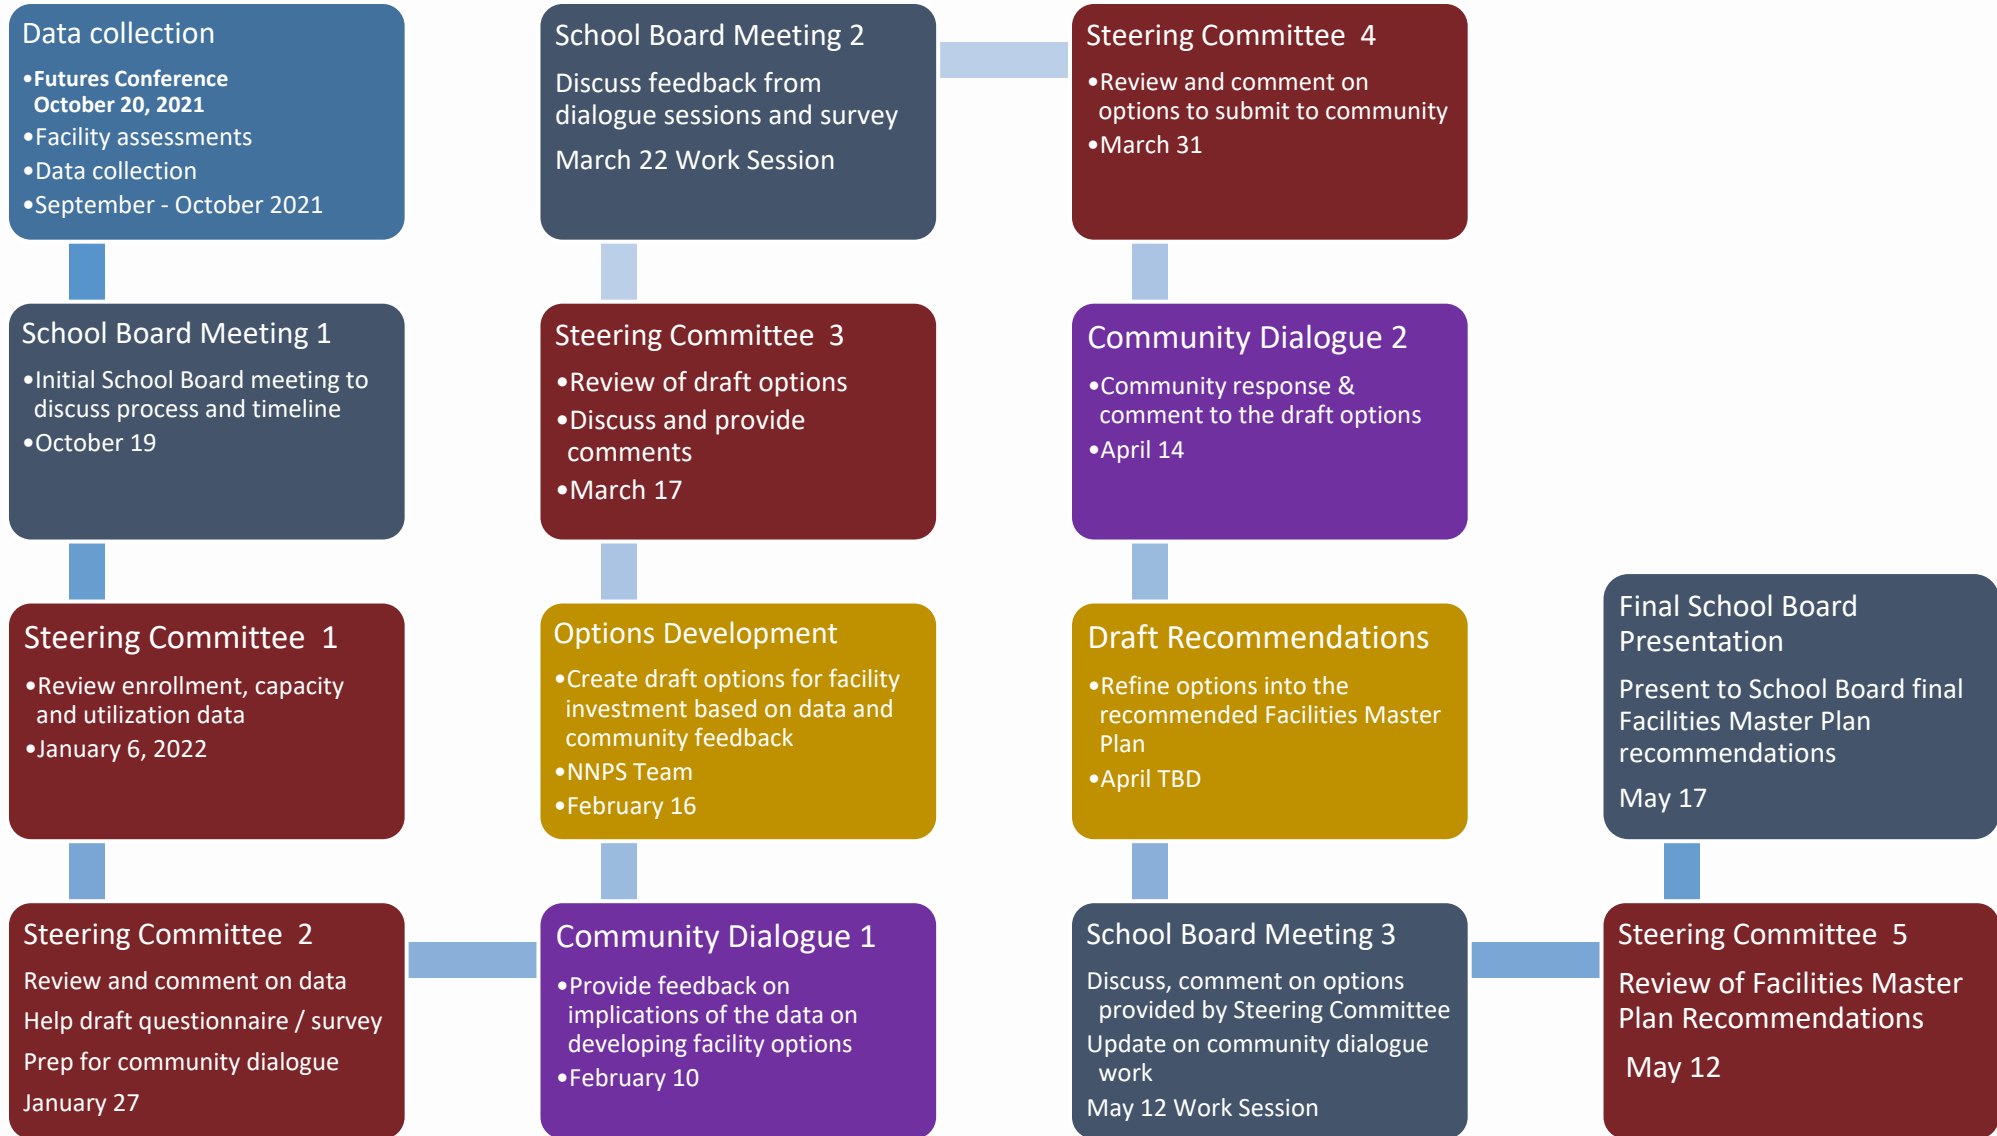 Data collection
•Futures Conference
October 20, 2021
•Facility assessments
•Data collection
•September - October 2021
School Board Meeting 1
•Initial School Board meeting to
discuss process and timeline
•October 19
Steering Committee  1
•Review enrollment, capacity
and utilization data
•January 6, 2022
Steering Committee  2
Review and comment on data
Help draft questionnaire / survey
Prep for community dialogue
January 27
Community Dialogue 1
•Provide feedback on
implications of the data on
developing facility options
•February 10
Options Development
•Create draft options for facility
investment based on data and
community feedback
•NNPS Team
•February 16
Steering Committee  3
•Review of draft options
•Discuss and provide
comments
•March 17
School Board Meeting 2
Discuss feedback from
dialogue sessions and survey
March 22 Work Session
Steering Committee  4
•Review and comment on
options to submit to community
•March 31
Community Dialogue 2
•Community response &
comment to the draft options
•April 14
Draft Recommendations
•Refine options into the
recommended Facilities Master
Plan
•April TBD
School Board Meeting 3
Discuss, comment on options
provided by Steering Committee
Update on community dialogue
work
May 12 Work Session
Steering Committee  5
Review of Facilities Master
Plan Recommendations
May 12
Final School Board
Presentation
Present to School Board final
Facilities Master Plan
recommendations
May 17